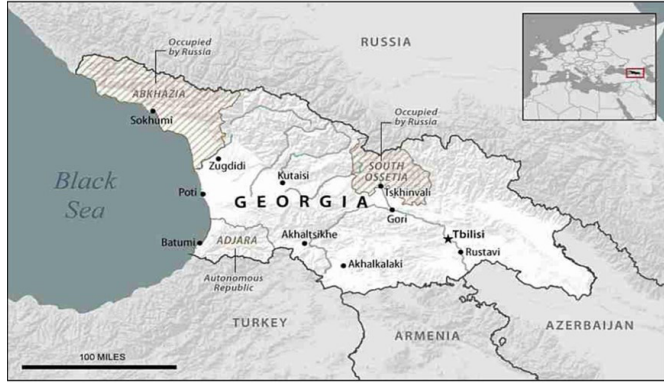 Occupied
by Russia
RUSSIA
ABKHAZIA
Sokhumi
Occupied
by Russia
Zugdidi
SOUTH
OSSETIA
Kutaisi
Tskhinvali
Black
Sea
Poti
GEORGIA
Gori
Tbilisi
Batumi
ADJARA
Akhaltsikhe
Rustavi
Akhalkalaki
Autonomous
Republic
TURKEY
ARMENIA
AZERBAIJAN
100 MILES